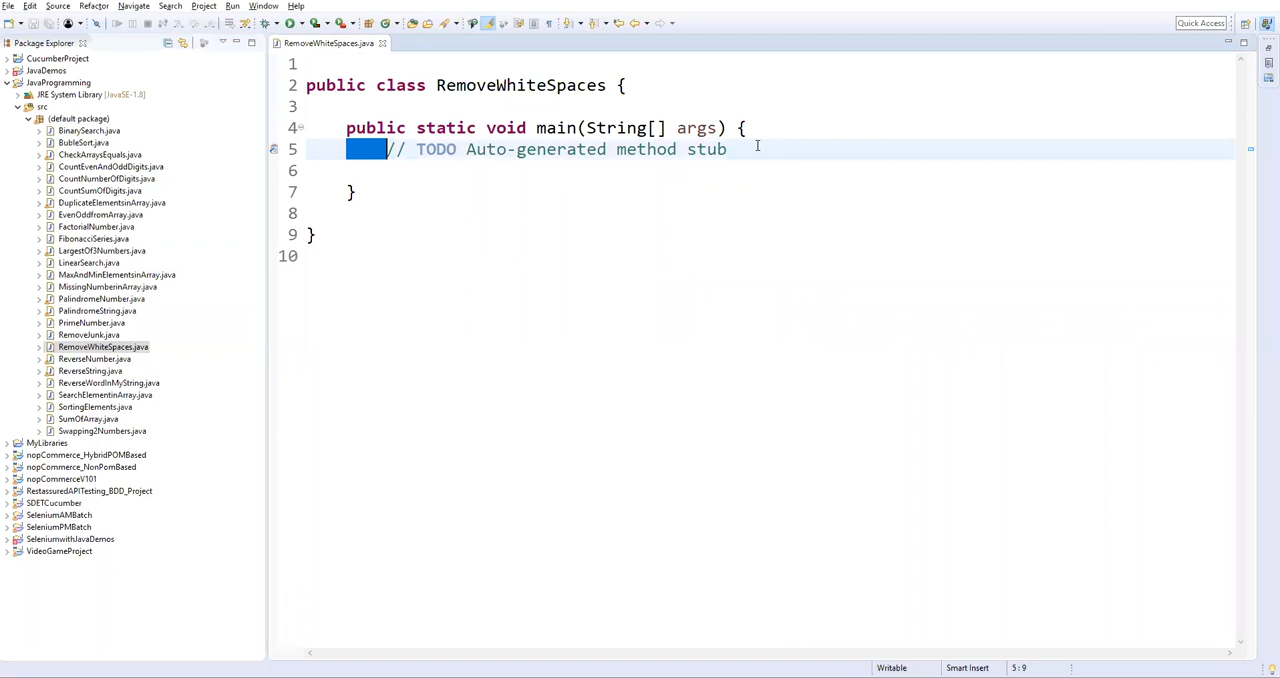 File Edit Source Refactor Navigate Search Project Run Window Help
Quick Access
Package Explorer
RemoveWhiteSpaces.java
CucumberProject
JavaDemos
JavaProgramming
JRE System Library [JavaSE-1.8]
src
(default package)
BinarySearch.java
BubleSort.java
CheckArraysEquals.java
CountEvenAndOddDigits.java
CountNumberOfDigits.java
CountSumOfDigits.java
DuplicateElementsinArray.java
EvenOddfromArray.java
FactorialNumber.java
FibonacciSeries.java
LargestOf3Numbers.java
LinearSearch.java
MaxAndMinElementsinArray.java
MissingNumberinArray.java
PalindromeNumber.java
PalindromeString.java
PrimeNumber.java
RemoveJunk.java
RemoveWhiteSpaces.java
ReverseNumber.java
ReverseString.java
ReverseWordInMyString.java
SearchElementinArray.java
SortingElements.java
SumOfArray.java
Swapping2Numbers.java
MyLibraries
nopCommerce_HybridPOMBased
nopCommerce_NonPomBased
nopCommerceV101
RestassuredAPITesting_BDD_Project
SDETCucumber
SeleniumAMBatch
SeleniumPMBatch
SeleniumwithJavaDemos
VideoGameProject
1
2 public class RemoveWhiteSpaces {
3
4 public static void main(String[] args) {
5 // TODO Auto-generated method stub
6
7 }
8
9 }
10
Writable Smart Insert 5 : 9